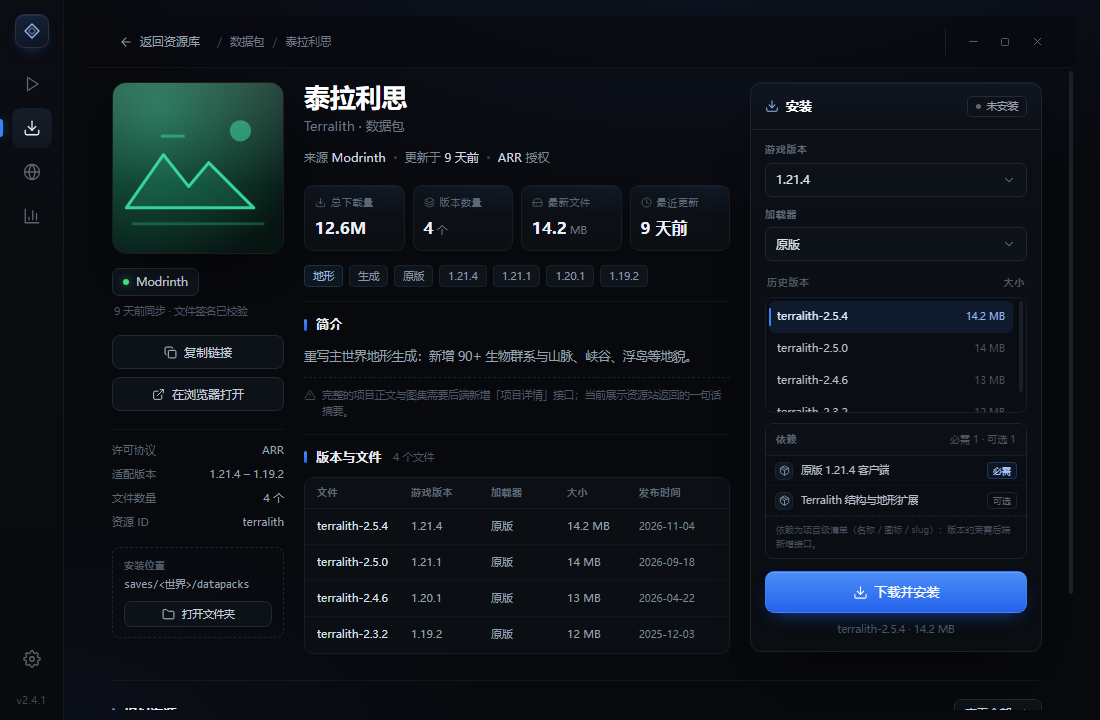 返回资源库 / 数据包 / 泰拉利思
泰拉利思
Terralith · 数据包
来源 Modrinth · 更新于 9 天前 · ARR 授权
总下载量
12.6M
版本数量
4 个
最新文件
14.2 MB
最近更新
9 天前
地形 生成 原版 1.21.4 1.21.1 1.20.1 1.19.2
Modrinth
9 天前同步 · 文件签名已校验
复制链接
在浏览器打开
许可协议 ARR
适配版本 1.21.4 – 1.19.2
文件数量 4 个
资源 ID terralith
安装位置
saves/<世界>/datapacks
打开文件夹
简介
重写主世界地形生成：新增 90+ 生物群系与山脉、峡谷、浮岛等地貌。
完整的项目正文与图集需要后端新增「项目详情」接口；当前展示资源站返回的一句话
摘要。
版本与文件 4 个文件
文件 游戏版本 加载器 大小 发布时间
terralith-2.5.4 1.21.4 原版 14.2 MB 2026-11-04
terralith-2.5.0 1.21.1 原版 14 MB 2026-09-18
terralith-2.4.6 1.20.1 原版 13 MB 2026-04-22
terralith-2.3.2 1.19.2 原版 12 MB 2025-12-03
安装 未安装
游戏版本
1.21.4
加载器
原版
历史版本 大小
terralith-2.5.4 14.2 MB
terralith-2.5.0 14 MB
terralith-2.4.6 13 MB
terralith-2.3.2 12 MB
依赖 必需 1 · 可选 1
原版 1.21.4 客户端 必需
Terralith 结构与地形扩展 可选
依赖为项目级清单（名称 / 图标 / slug）；版本约束需后端
新增接口。
下载并安装
terralith-2.5.4 · 14.2 MB
v2.4.1